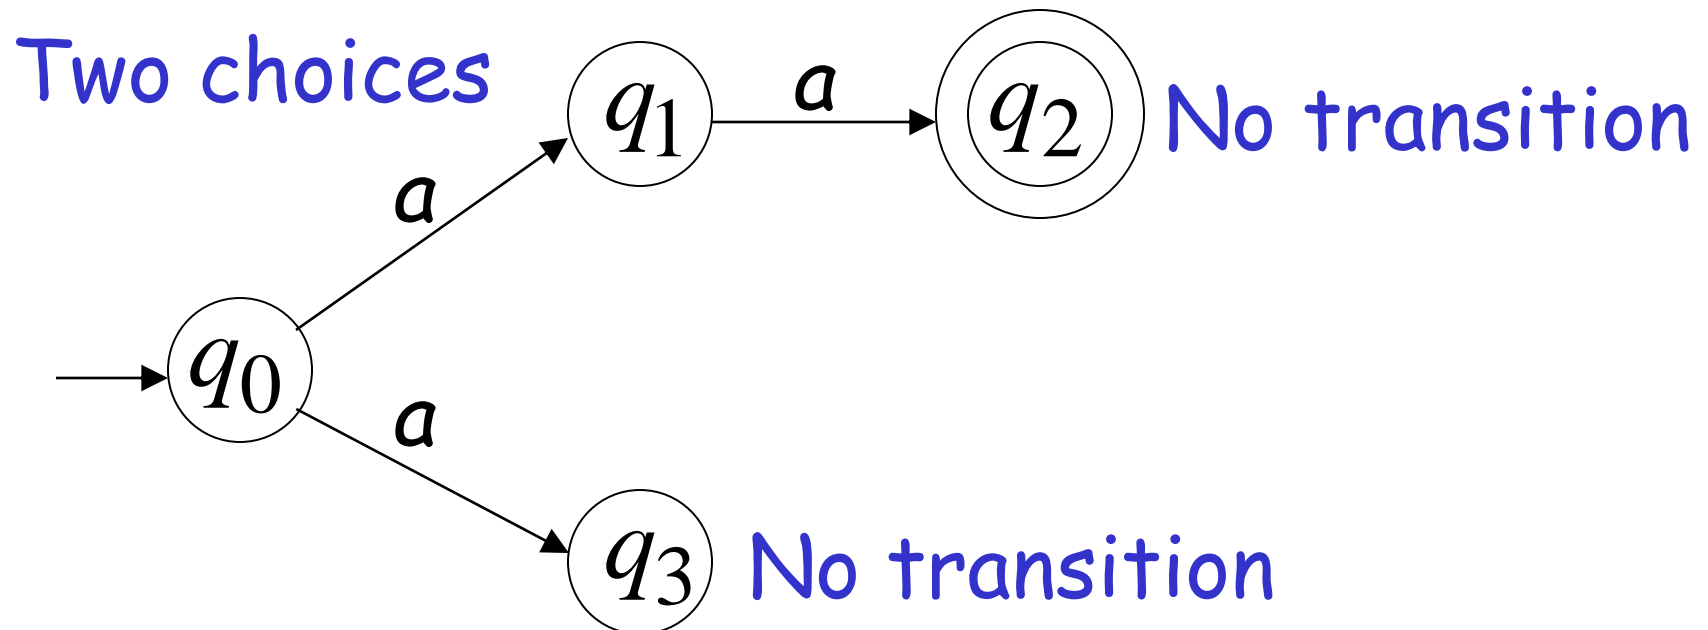 Two choices
q1
a
q2
No transition
a
q0
a
q3
No transition